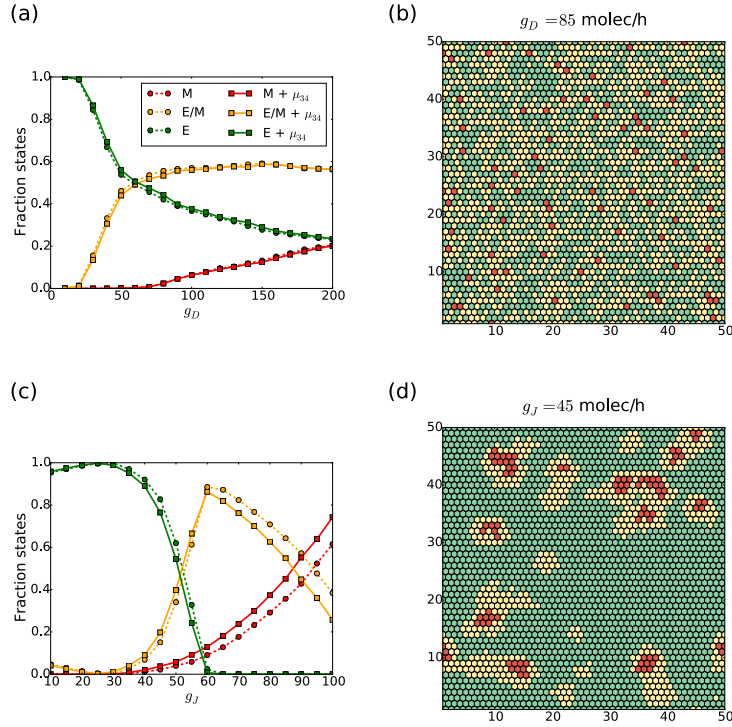 (a)
1.0
0.8
0.6
0.4
0.2
0.0
Fraction states
0 50 100 150 200
g_D
M
E/M
E
M + μ₃₄
E/M + μ₃₄
E + μ₃₄
(b)
g_D = 85 molec/h
50
40
30
20
10
10 20 30 40 50
(c)
1.0
0.8
0.6
0.4
0.2
0.0
Fraction states
10 20 30 40 50 60 70 80 90 100
g_J
(d)
g_J = 45 molec/h
50
40
30
20
10
10 20 30 40 50